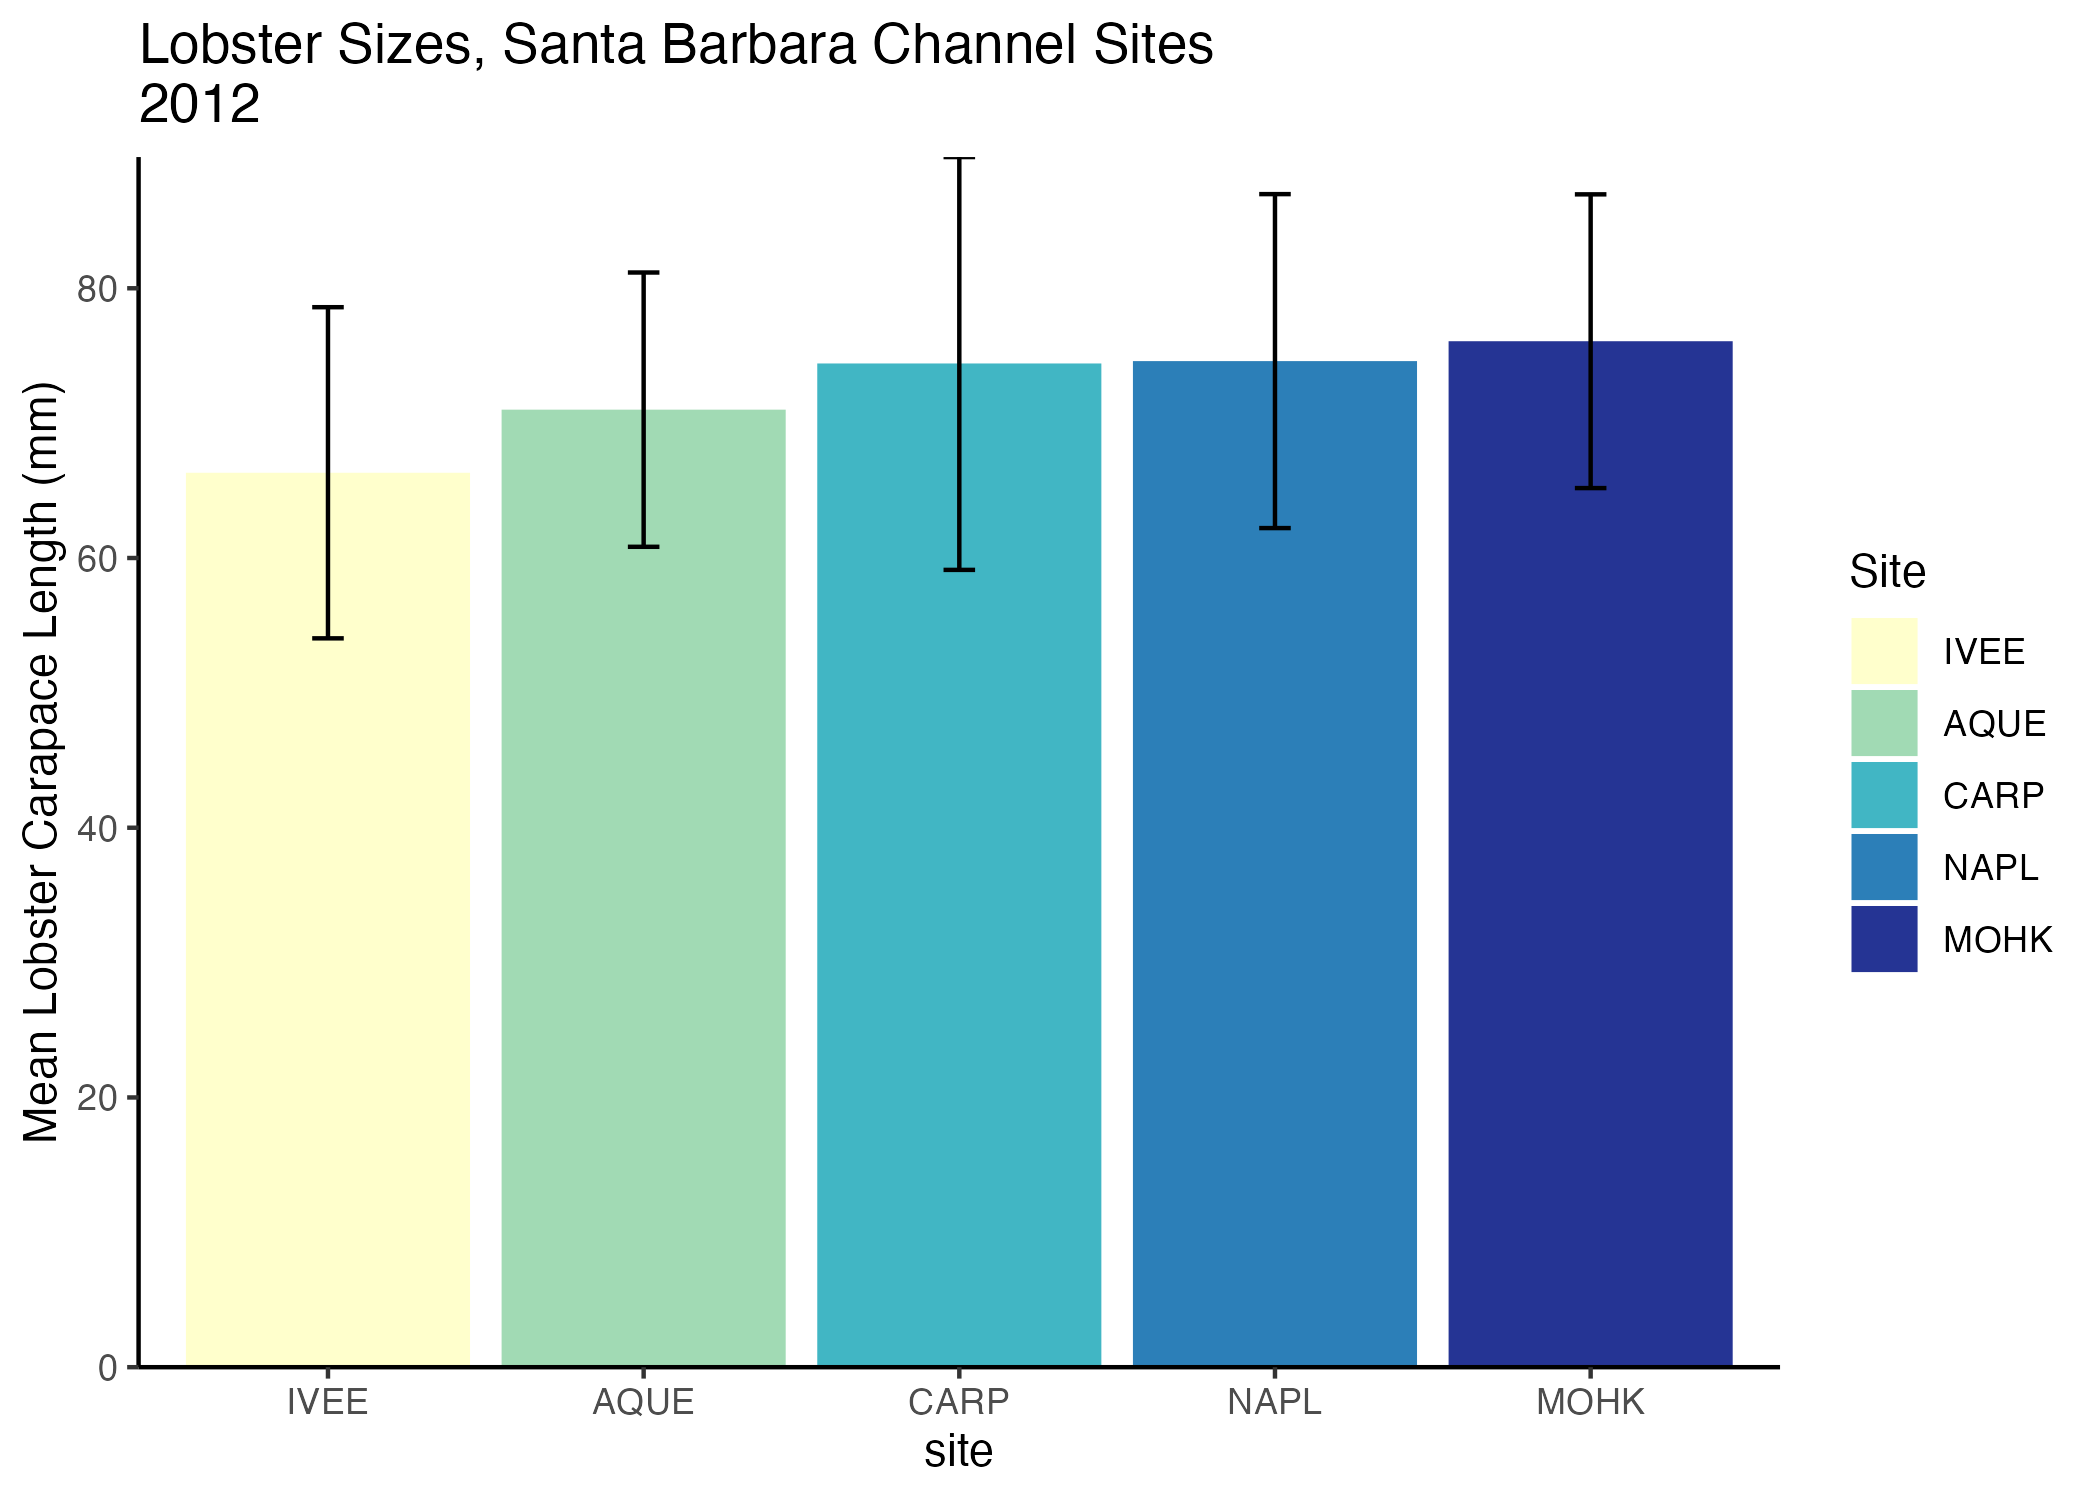 Lobster Sizes, Santa Barbara Channel Sites
2012
Mean Lobster Carapace Length (mm)
80
60
40
20
0
IVEE
AQUE
CARP
NAPL
MOHK
site
Site
IVEE
AQUE
CARP
NAPL
MOHK